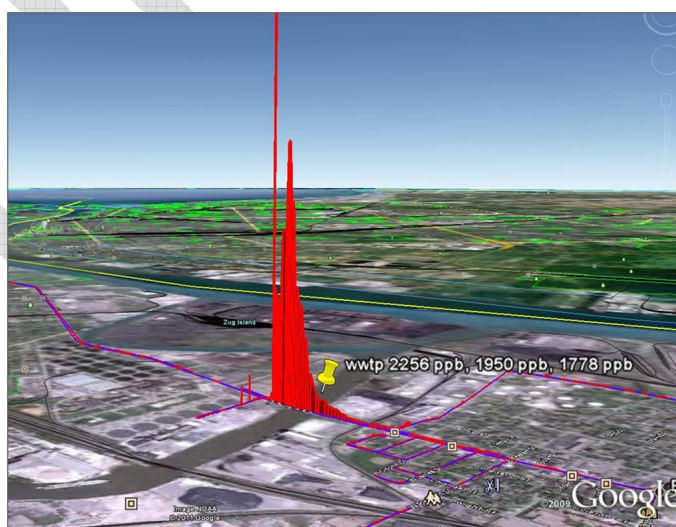 Zug Island
wwtp 2256 ppb, 1950 ppb, 1778 ppb
Image NOAA
© 2011 Google
©2009 Google